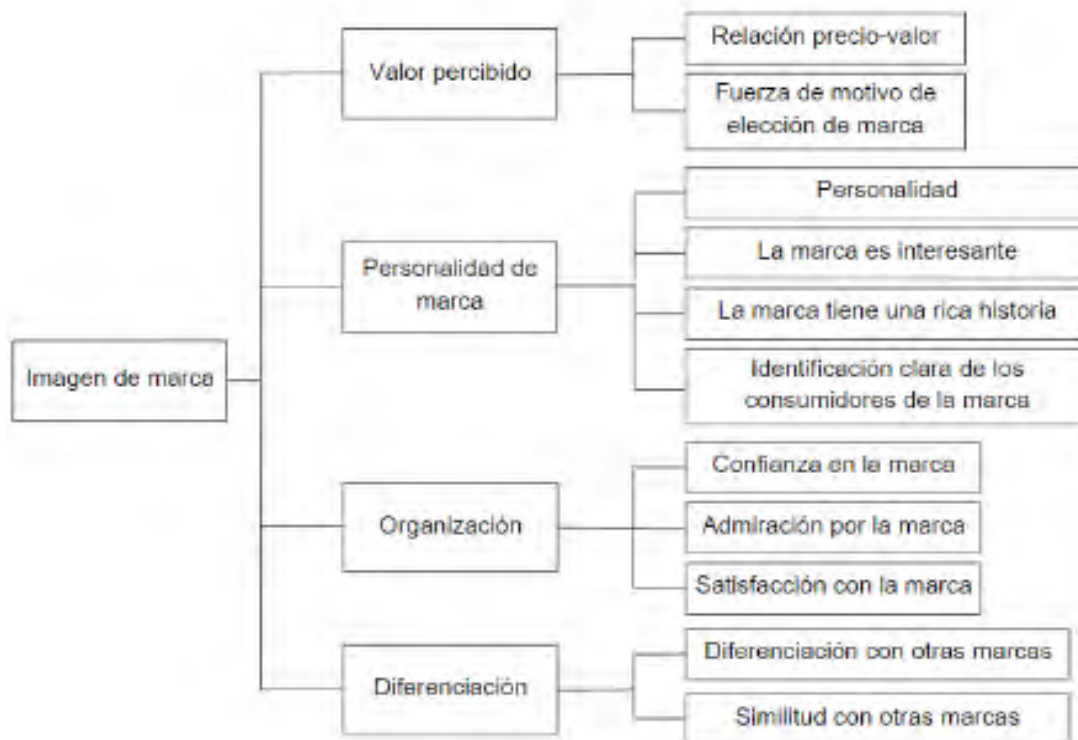 Imagen de marca
Valor percibido
Relación precio-valor
Fuerza de motivo de
elección de marca
Personalidad de
marca
Personalidad
La marca es interesante
La marca tiene una rica historia
Identificación clara de los
consumidores de la marca
Organización
Confianza en la marca
Admiración por la marca
Satisfacción con la marca
Diferenciación
Diferenciación con otras marcas
Similitud con otras marcas